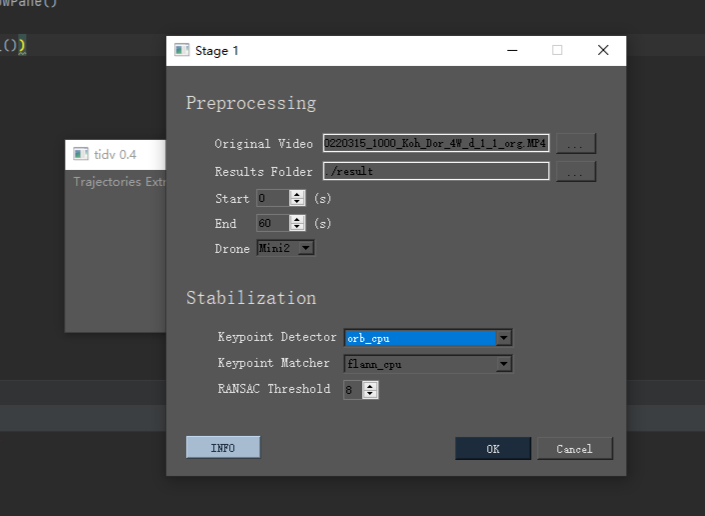 owPane()
())
Stage 1
Preprocessing
Original Video 0220315_1000_Koh_Dor_4W_d_1_1_org.MP4 ...
Results Folder ./result ...
Start 0 (s)
End 60 (s)
Drone Mini2
Stabilization
Keypoint Detector orb_cpu
Keypoint Matcher flann_cpu
RANSAC Threshold 8
INFO OK Cancel
tidv 0.4
Trajectories Extr